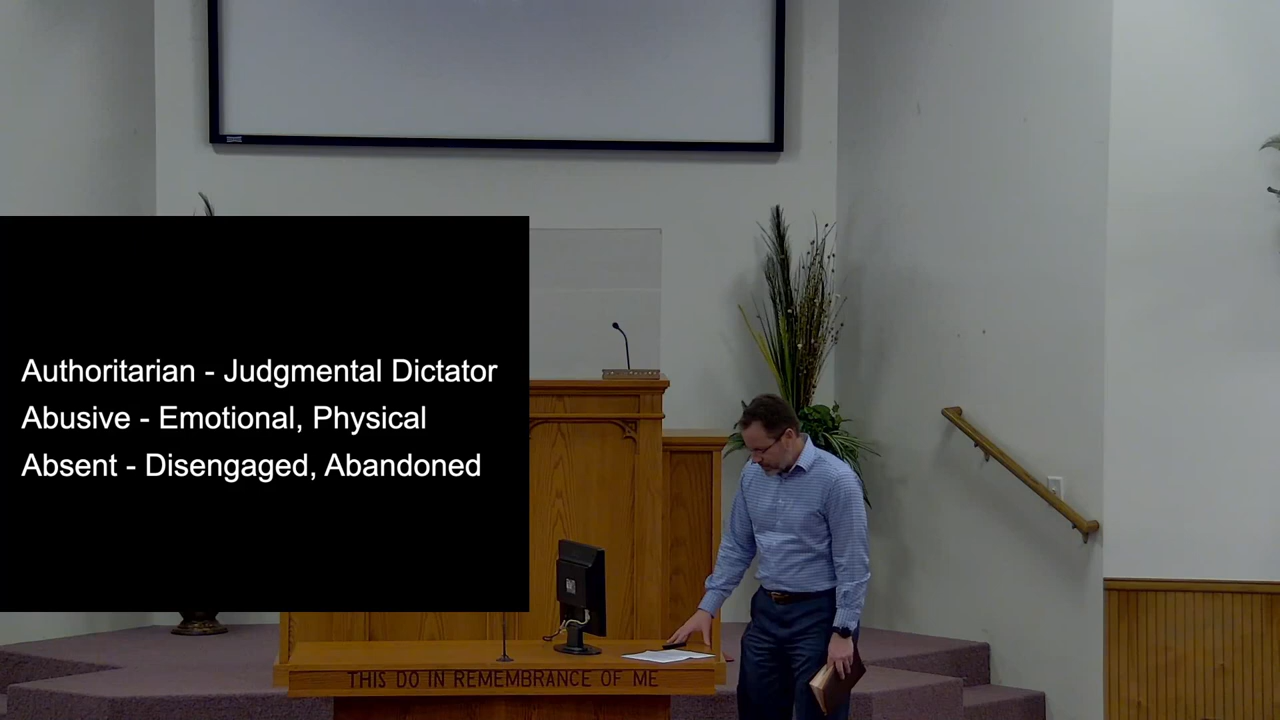 Authoritarian - Judgmental Dictator
Abusive - Emotional, Physical
Absent - Disengaged, Abandoned
THIS DO IN REMEMBRANCE OF ME